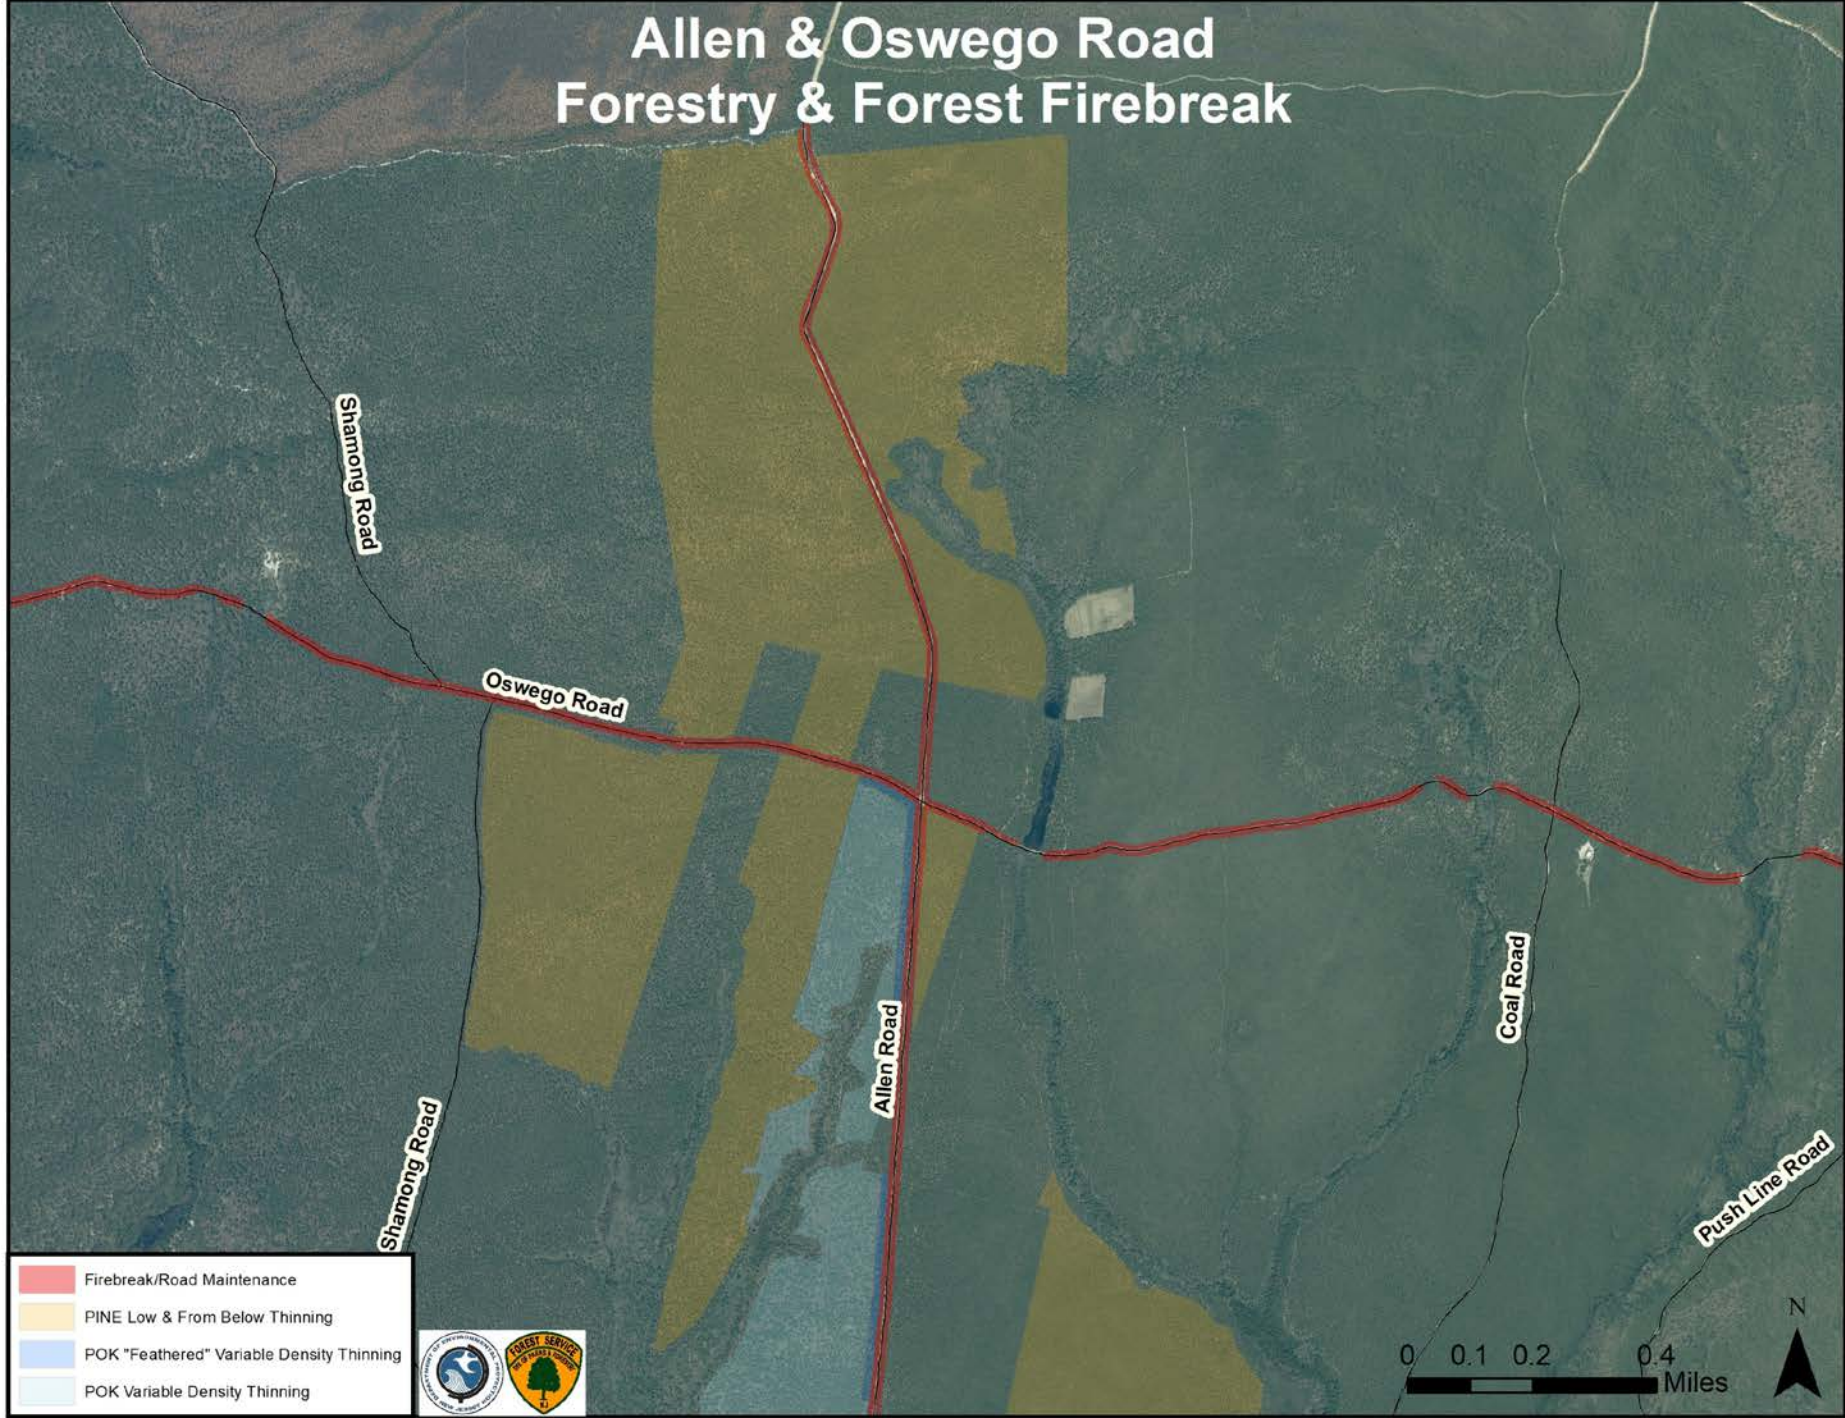 Allen & Oswego Road
Forestry & Forest Firebreak
Shamong Road
Oswego Road
Coal Road
Allen Road
Shamong Road
Push Line Road
Firebreak/Road Maintenance
PINE Low & From Below Thinning
POK "Feathered" Variable Density Thinning
POK Variable Density Thinning
FOREST SERVICE
NJ
N
0 0.1 0.2 0.4
Miles